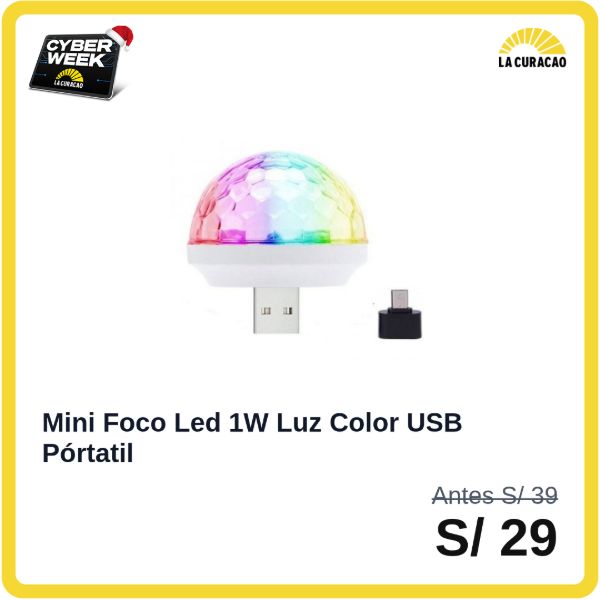 CYBER
WEEK
LA CURACAO
LA CURACAO
Mini Foco Led 1W Luz Color USB
Pórtatil
Antes S/ 39
S/ 29